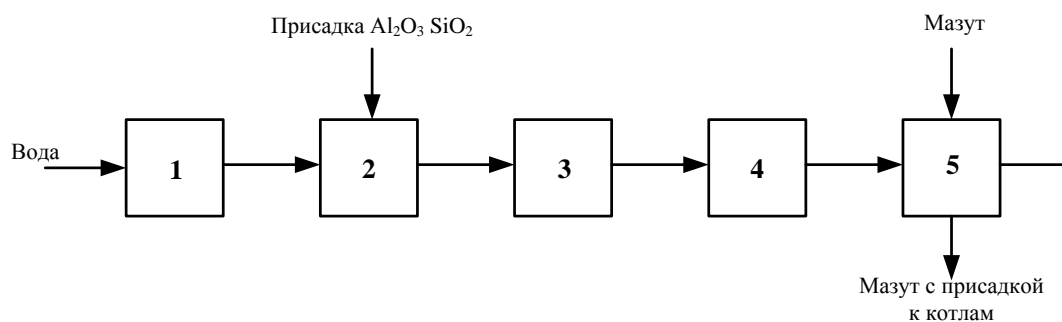 Присадка Al₂O₃ SiO₂
Мазут
Вода
1
2
3
4
5
Мазут с присадкой
к котлам